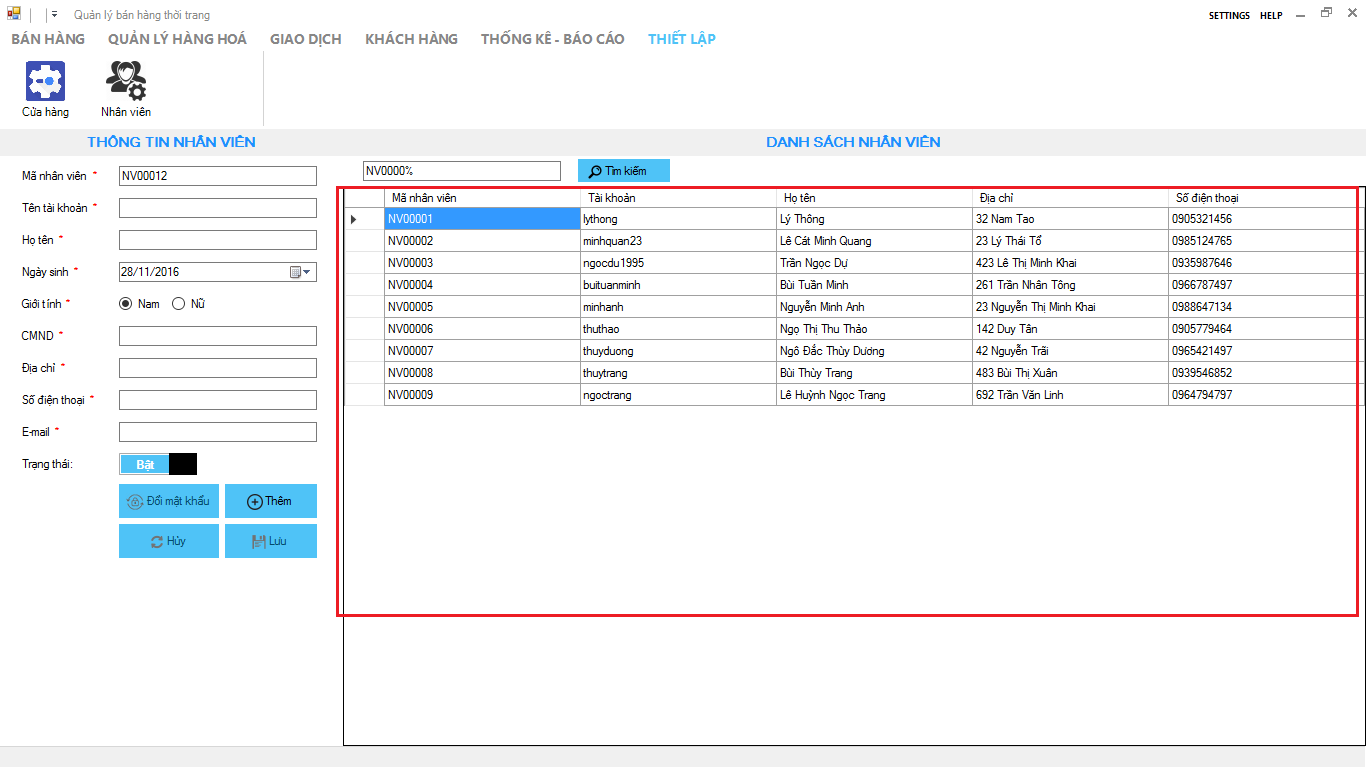 Quản lý bán hàng thời trang
SETTINGS HELP
BÁN HÀNG QUẢN LÝ HÀNG HOÁ GIAO DỊCH KHÁCH HÀNG THỐNG KÊ - BÁO CÁO THIẾT LẬP
Cửa hàng Nhân viên
THÔNG TIN NHÂN VIÊN
Mã nhân viên * NV00012
Tên tài khoản *
Họ tên *
Ngày sinh * 28/11/2016
Giới tính * Nam Nữ
CMND *
Địa chỉ *
Số điện thoại *
E-mail *
Trạng thái: Bật
Đổi mật khẩu Thêm
Hủy Lưu
DANH SÁCH NHÂN VIÊN
NV0000% Tìm kiếm
Mã nhân viên Tài khoản Họ tên Địa chỉ Số điện thoại
NV00001 lythong Lý Thông 32 Nam Tao 0905321456
NV00002 minhquan23 Lê Cát Minh Quang 23 Lý Thái Tổ 0985124765
NV00003 ngocdu1995 Trần Ngọc Dự 423 Lê Thị Minh Khai 0935987646
NV00004 buituanminh Bùi Tuấn Minh 261 Trần Nhân Tông 0966787497
NV00005 minhanh Nguyễn Minh Anh 23 Nguyễn Thị Minh Khai 0988647134
NV00006 thuthao Ngọ Thị Thu Thảo 142 Duy Tân 0905779464
NV00007 thuyduong Ngô Đắc Thùy Dương 42 Nguyễn Trãi 0965421497
NV00008 thuytrang Bùi Thùy Trang 483 Bùi Thị Xuân 0939546852
NV00009 ngoctrang Lê Huỳnh Ngọc Trang 692 Trần Văn Linh 0964794797